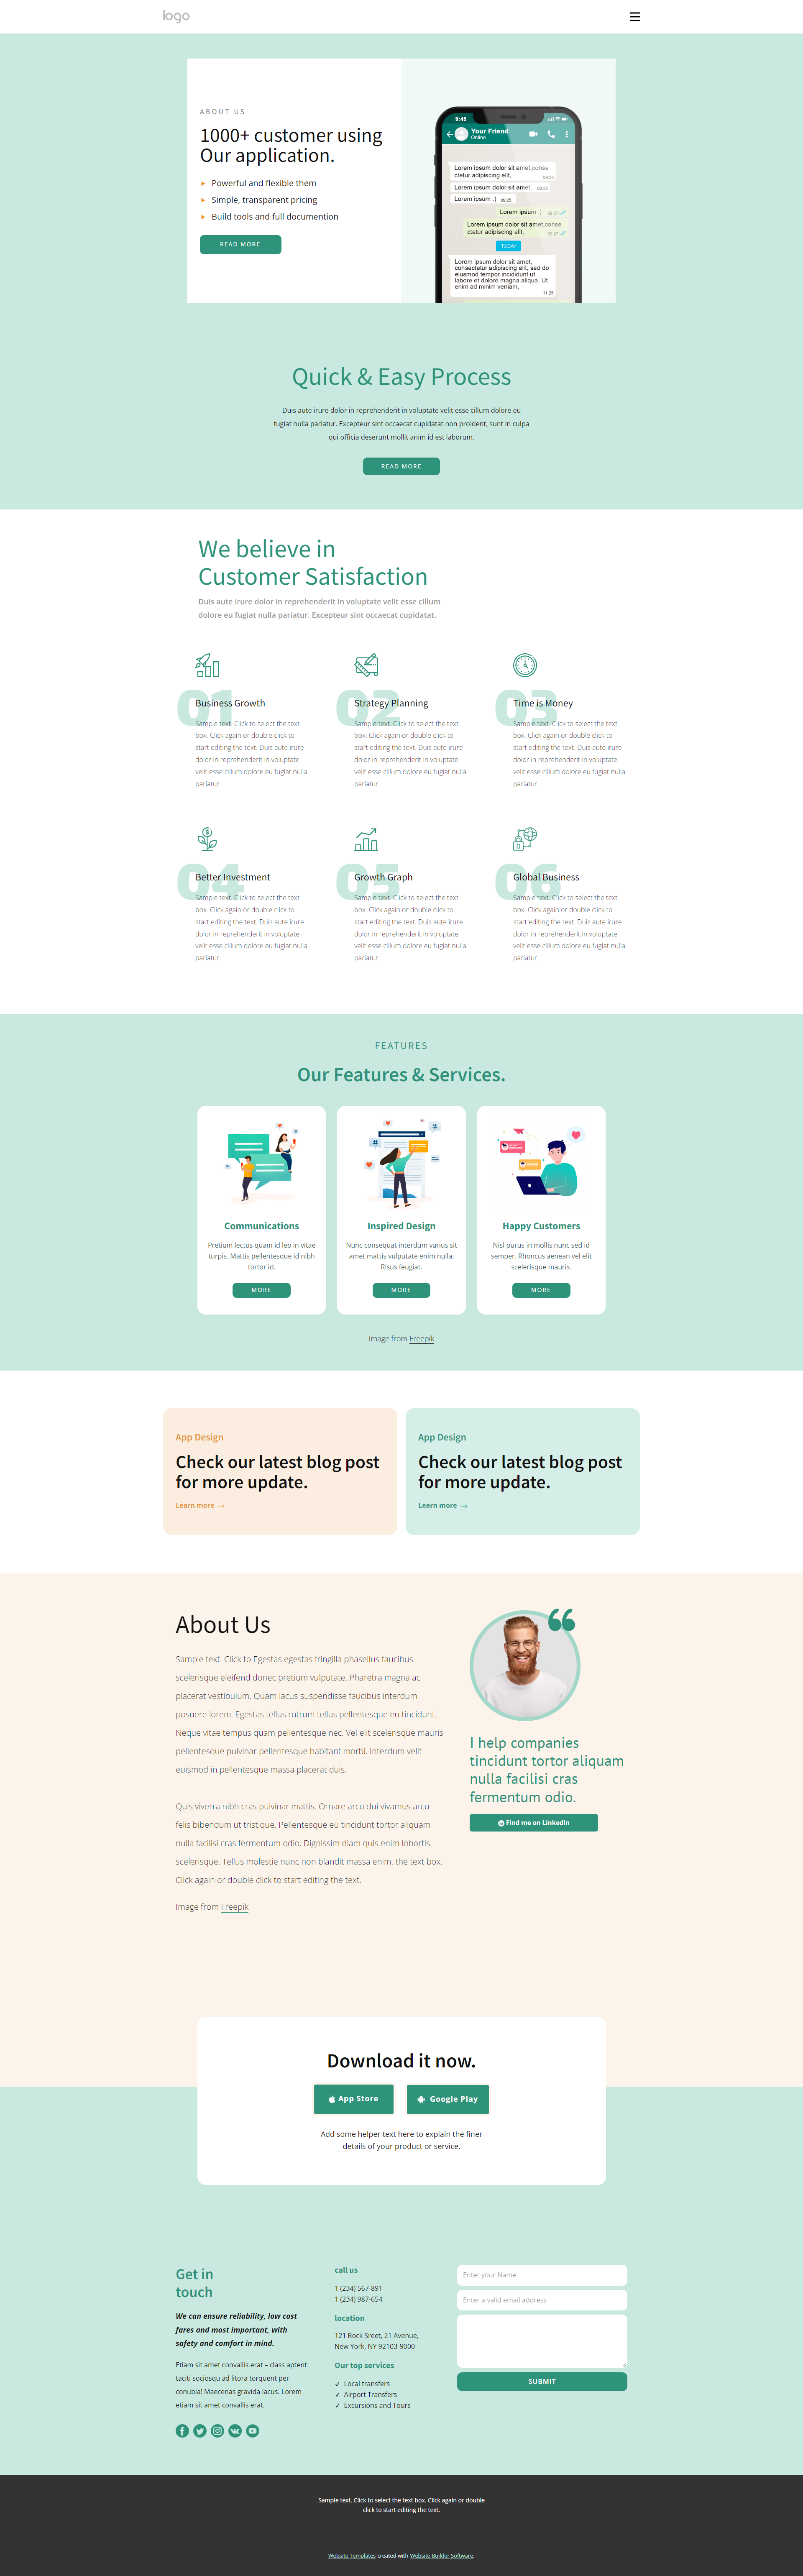 logo
ABOUT US
1000+ customer using
Our application.
Powerful and flexible them
Simple, transparent pricing
Build tools and full documention
READ MORE
9:45
Your Friend
Online
Lorem ipsum dolor sit amet,conse
ctetur adipiscing elit.
09:25
Lorem ipsum dolor sit amet.
09:25
Lorem ipsum :)
09:25
Lorem ipsum :)
09:27
Lorem ipsum dolor sit amet,conse
ctetur adipiscing elit.
09:27
TODAY
Lorem ipsum dolor sit amet,
consectetur adipiscing elit, sed do
eiusmod tempor incididunt ut
labore et dolore magna aliqua. Ut
enim ad minim veniam.
11:25
Quick & Easy Process
Duis aute irure dolor in reprehenderit in voluptate velit esse cillum dolore eu
fugiat nulla pariatur. Excepteur sint occaecat cupidatat non proident, sunt in culpa
qui officia deserunt mollit anim id est laborum.
READ MORE
We believe in
Customer Satisfaction
Duis aute irure dolor in reprehenderit in voluptate velit esse cillum
dolore eu fugiat nulla pariatur. Excepteur sint occaecat cupidatat.
01
Business Growth
Sample text. Click to select the text
box. Click again or double click to
start editing the text. Duis aute irure
dolor in reprehenderit in voluptate
velit esse cillum dolore eu fugiat nulla
pariatur.
02
Strategy Planning
Sample text. Click to select the text
box. Click again or double click to
start editing the text. Duis aute irure
dolor in reprehenderit in voluptate
velit esse cillum dolore eu fugiat nulla
pariatur.
03
Time is Money
Sample text. Click to select the text
box. Click again or double click to
start editing the text. Duis aute irure
dolor in reprehenderit in voluptate
velit esse cillum dolore eu fugiat nulla
pariatur.
04
Better Investment
Sample text. Click to select the text
box. Click again or double click to
start editing the text. Duis aute irure
dolor in reprehenderit in voluptate
velit esse cillum dolore eu fugiat nulla
pariatur.
05
Growth Graph
Sample text. Click to select the text
box. Click again or double click to
start editing the text. Duis aute irure
dolor in reprehenderit in voluptate
velit esse cillum dolore eu fugiat nulla
pariatur.
06
Global Business
Sample text. Click to select the text
box. Click again or double click to
start editing the text. Duis aute irure
dolor in reprehenderit in voluptate
velit esse cillum dolore eu fugiat nulla
pariatur.
FEATURES
Our Features & Services.
Communications
Pretium lectus quam id leo in vitae
turpis. Mattis pellentesque id nibh
tortor id.
MORE
Inspired Design
Nunc consequat interdum varius sit
amet mattis vulputate enim nulla.
Risus feugiat.
MORE
Happy Customers
Nisl purus in mollis nunc sed id
semper. Rhoncus aenean vel elit
scelerisque mauris.
MORE
Image from Freepik
App Design
Check our latest blog post
for more update.
Learn more →
App Design
Check our latest blog post
for more update.
Learn more →
About Us
Sample text. Click to Egestas egestas fringilla phasellus faucibus
scelerisque eleifend donec pretium vulputate. Pharetra magna ac
placerat vestibulum. Quam lacus suspendisse faucibus interdum
posuere lorem. Egestas tellus rutrum tellus pellentesque eu tincidunt.
Neque vitae tempus quam pellentesque nec. Vel elit scelerisque mauris
pellentesque pulvinar pellentesque habitant morbi. Interdum velit
euismod in pellentesque massa placerat duis.
Quis viverra nibh cras pulvinar mattis. Ornare arcu dui vivamus arcu
felis bibendum ut tristique. Pellentesque eu tincidunt tortor aliquam
nulla facilisi cras fermentum odio. Dignissim diam quis enim lobortis
scelerisque. Tellus molestie nunc non blandit massa enim. the text box.
Click again or double click to start editing the text.
Image from Freepik
“
I help companies
tincidunt tortor aliquam
nulla facilisi cras
fermentum odio.
Find me on LinkedIn
Download it now.
App Store
Google Play
Add some helper text here to explain the finer
details of your product or service.
Get in
touch
We can ensure reliability, low cost
fares and most important, with
safety and comfort in mind.
Etiam sit amet convallis erat – class aptent
taciti sociosqu ad litora torquent per
conubia! Maecenas gravida lacus. Lorem
etiam sit amet convallis erat.
call us
1 (234) 567-891
1 (234) 987-654
location
121 Rock Sreet, 21 Avenue,
New York, NY 92103-9000
Our top services
Local transfers
Airport Transfers
Excursions and Tours
Enter your Name
Enter a valid email address
SUBMIT
Sample text. Click to select the text box. Click again or double
click to start editing the text.
Website Templates created with Website Builder Software.